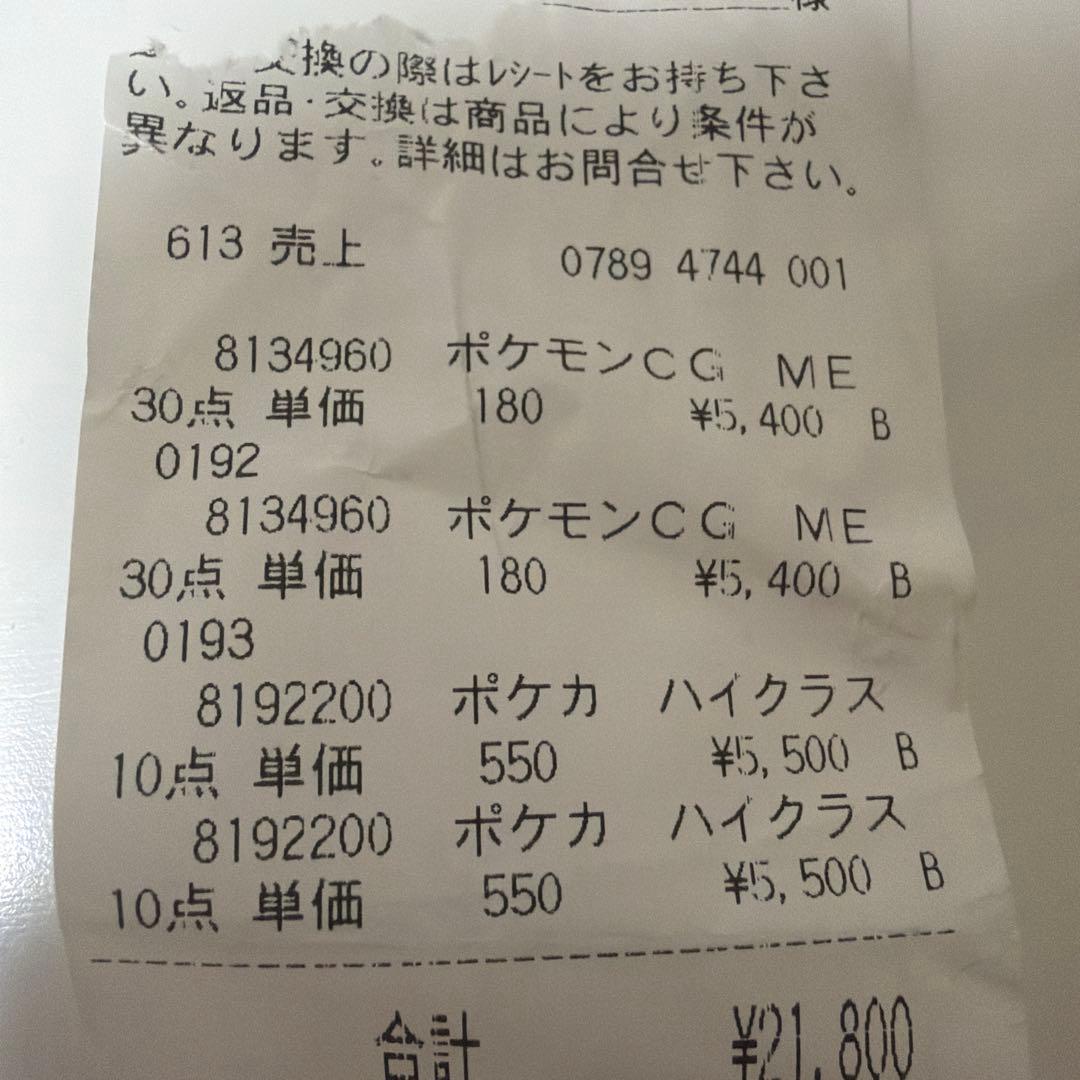 様
交換の際はレシートをお持ち下さ
い。返品・交換は商品により条件が
異なります。詳細はお問合せ下さい。
613 売上 0789 4744 001
8134960 ポケモンCG ME
30点 単価 180 ¥5,400 B
0192
8134960 ポケモンCG ME
30点 単価 180 ¥5,400 B
0193
8192200 ポケカ ハイクラス
10点 単価 550 ¥5,500 B
8192200 ポケカ ハイクラス
10点 単価 550 ¥5,500 B
合計 ¥21,800